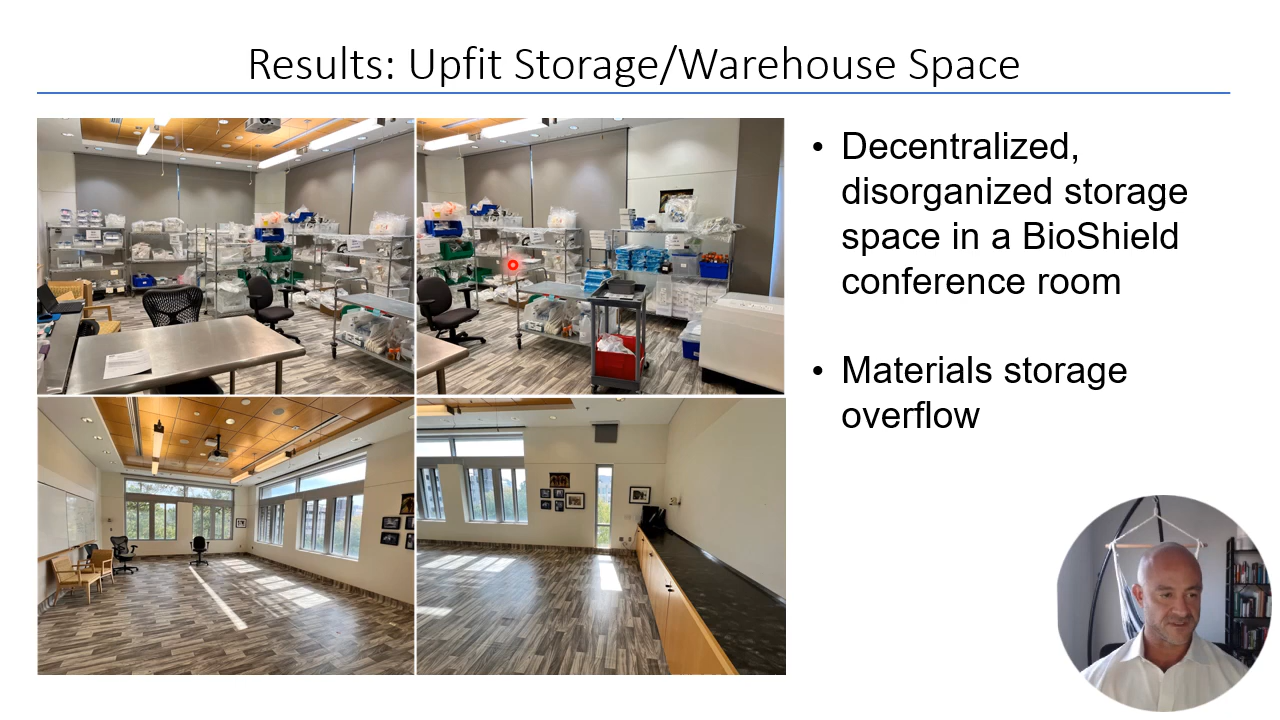 Results: Upfit Storage/Warehouse Space
• Decentralized,
disorganized storage
space in a BioShield
conference room
• Materials storage
overflow